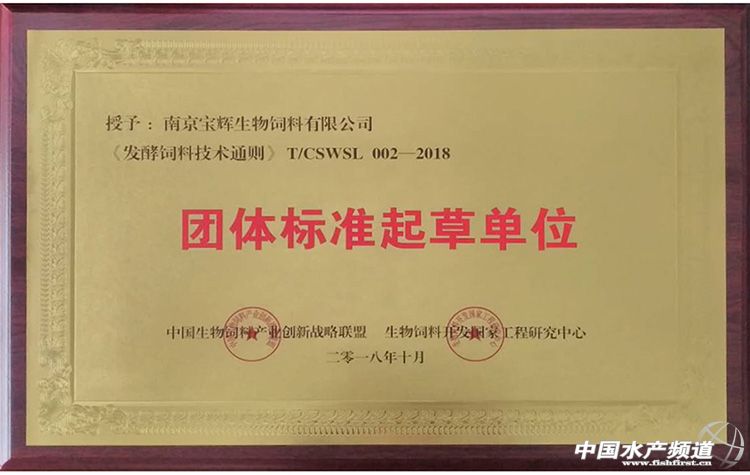 授予：南京宝辉生物饲料有限公司
《发酵饲料技术通则》T/CSWSL 002—2018
团体标准起草单位
中国生物饲料产业创新战略联盟 生物饲料开发国家工程研究中心
二零一八年十月
中国水产频道
www.fishfirst.cn